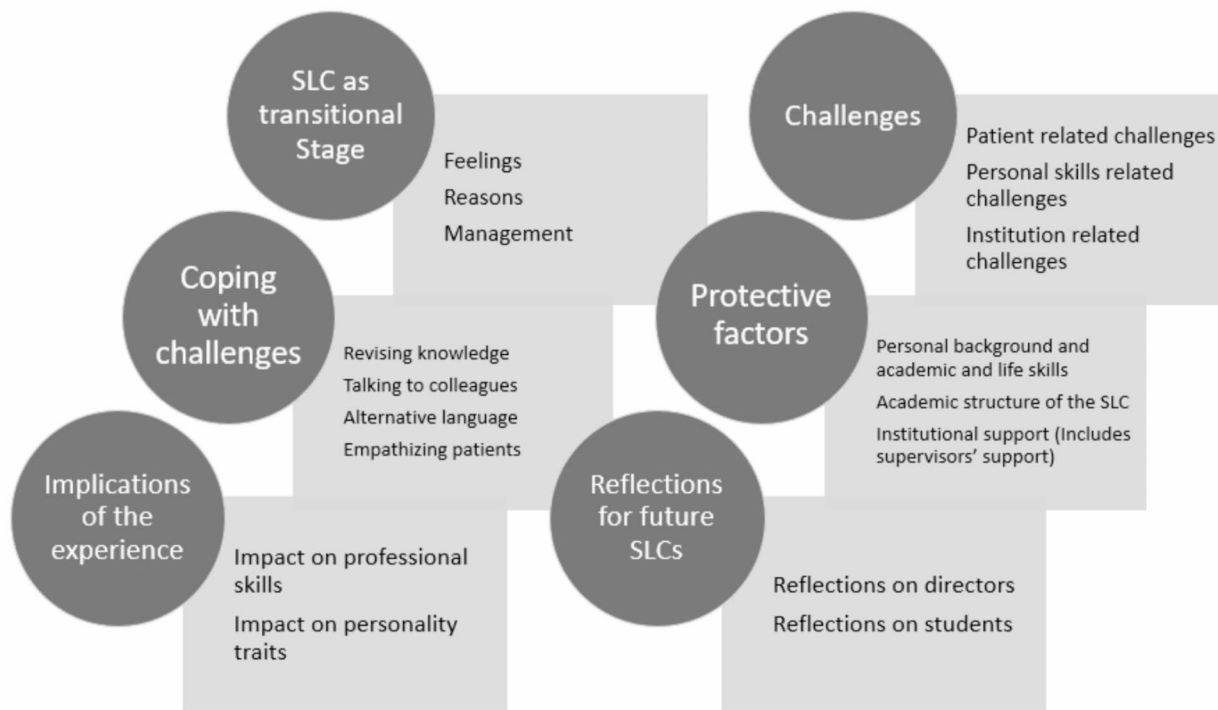 SLC as
transitional
Stage
Feelings
Reasons
Management
Coping
with
challenges
Revising knowledge
Talking to colleagues
Alternative language
Empathizing patients
Implications
of the
experience
Impact on professional
skills
Impact on personality
traits
Challenges
Patient related challenges
Personal skills related
challenges
Institution related
challenges
Protective
factors
Personal background and
academic and life skills
Academic structure of the SLC
Institutional support (Includes
supervisors’ support)
Reflections
for future
SLCs
Reflections on directors
Reflections on students